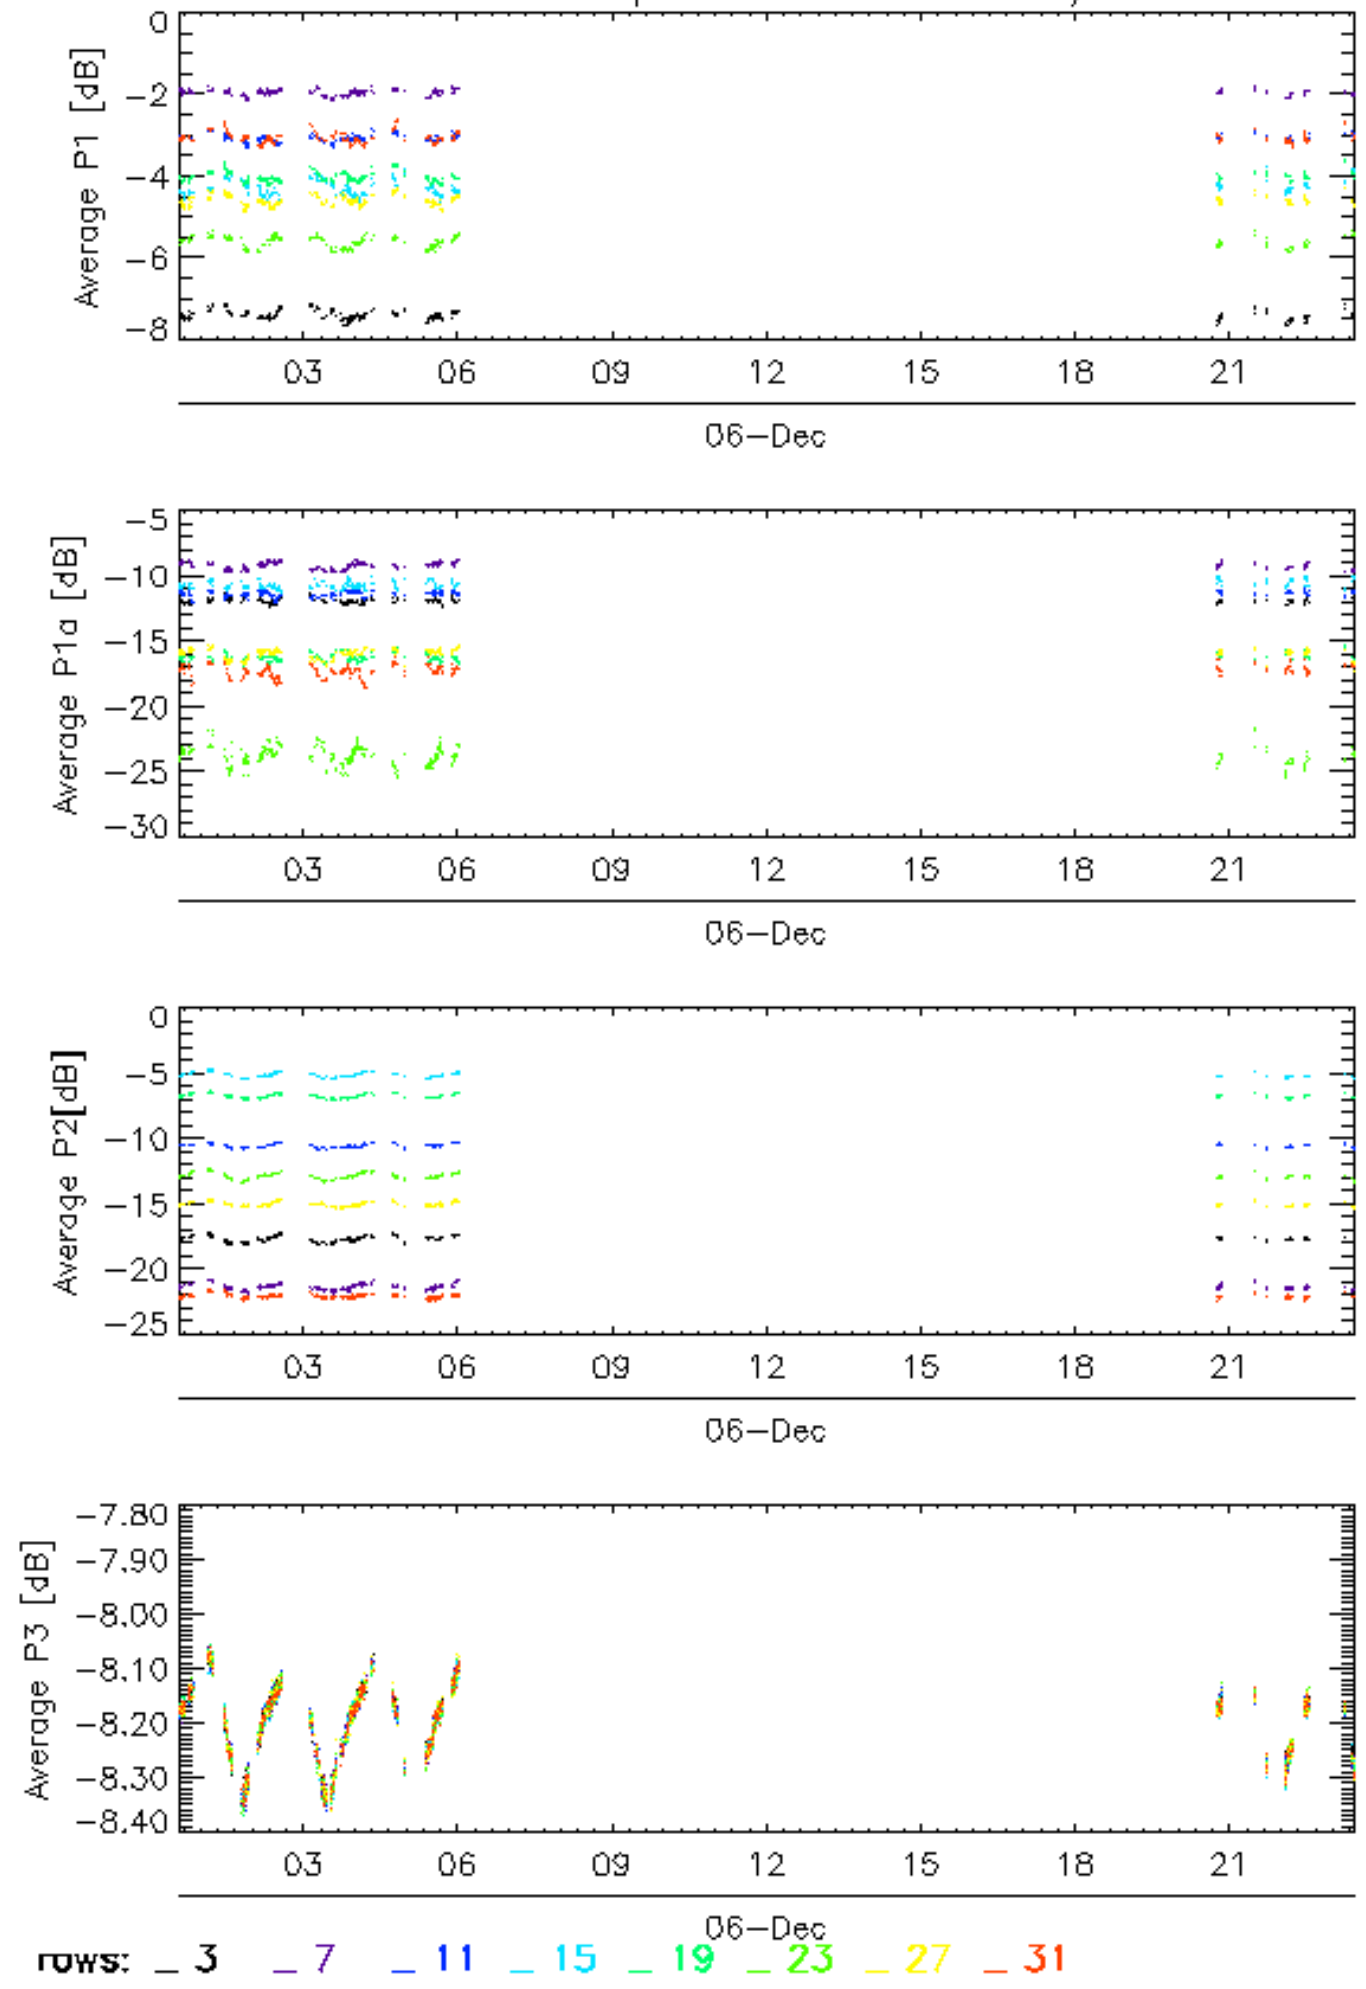 0
−2
−4
−6
−8
Average P1 [dB]
03 06 09 12 15 18 21
06−Dec
−5
−10
−15
−20
−25
−30
Average P1a [dB]
03 06 09 12 15 18 21
06−Dec
0
−5
−10
−15
−20
−25
Average P2[dB]
03 06 09 12 15 18 21
06−Dec
−7.80
−7.90
−8.00
−8.10
−8.20
−8.30
−8.40
Average P3 [dB]
03 06 09 12 15 18 21
06−Dec
rows: _ 3 _ 7 _ 11 _ 15 _ 19 _ 23 _ 27 _ 31